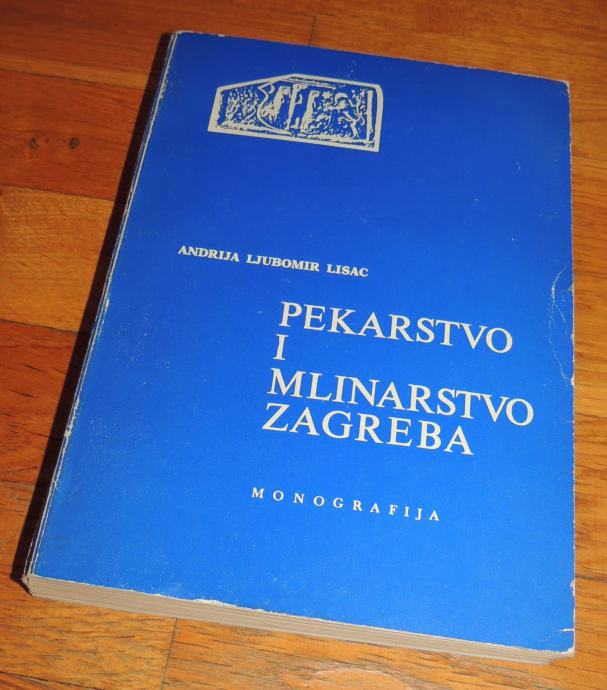 ANDRIJA LJUBOMIR LISAC
PEKARSTVO
I
MLINARSTVO
ZAGREBA
MONOGRAFIJA